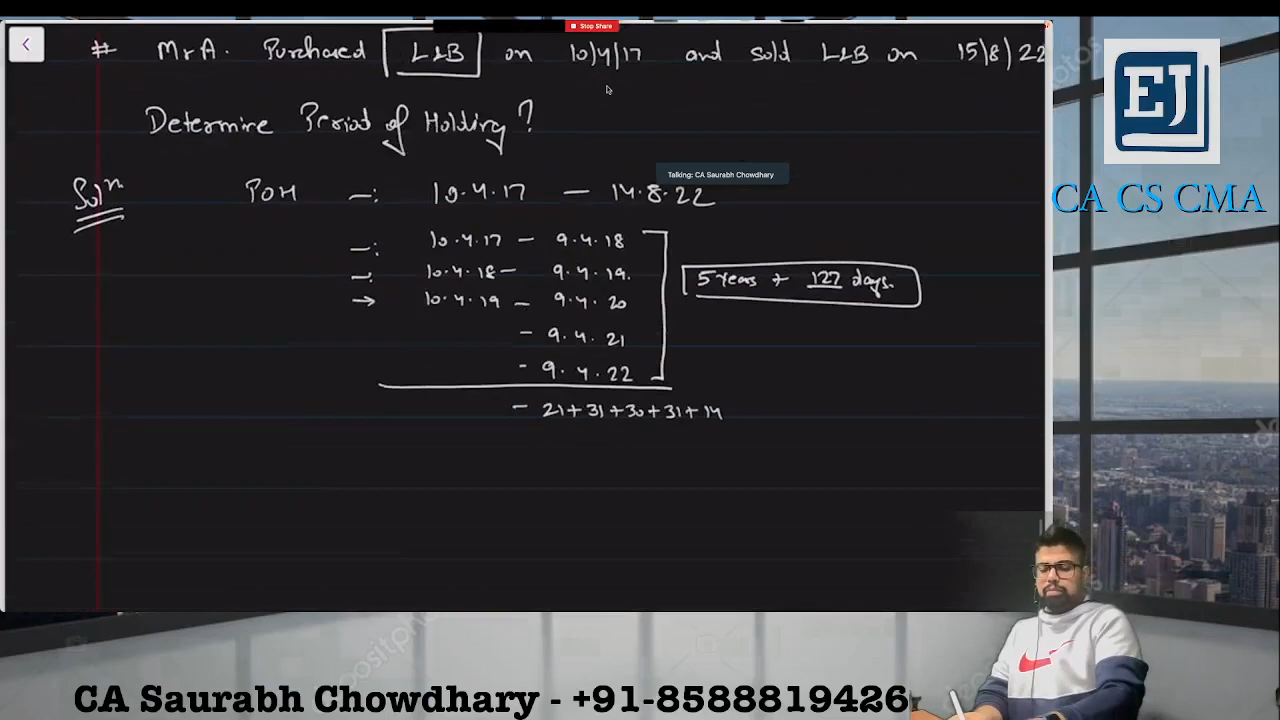 Stop Share
# Mr A. Purchased L&B on 10/4/17 and sold L&B on 15/8/22
Determine Period of Holding?
Talking: CA Saurabh Chowdhary
Solⁿ POH -: 10.4.17 - 14.8.22
-: 10.4.17 - 9.4.18
-: 10.4.18 - 9.4.19.
→ 10.4.19 - 9.4.20
- 9.4.21
- 9.4.22
5 Years + 127 days.
- 21+31+30+31+14
EJ
CA CS CMA
CA Saurabh Chowdhary - +91-8588819426